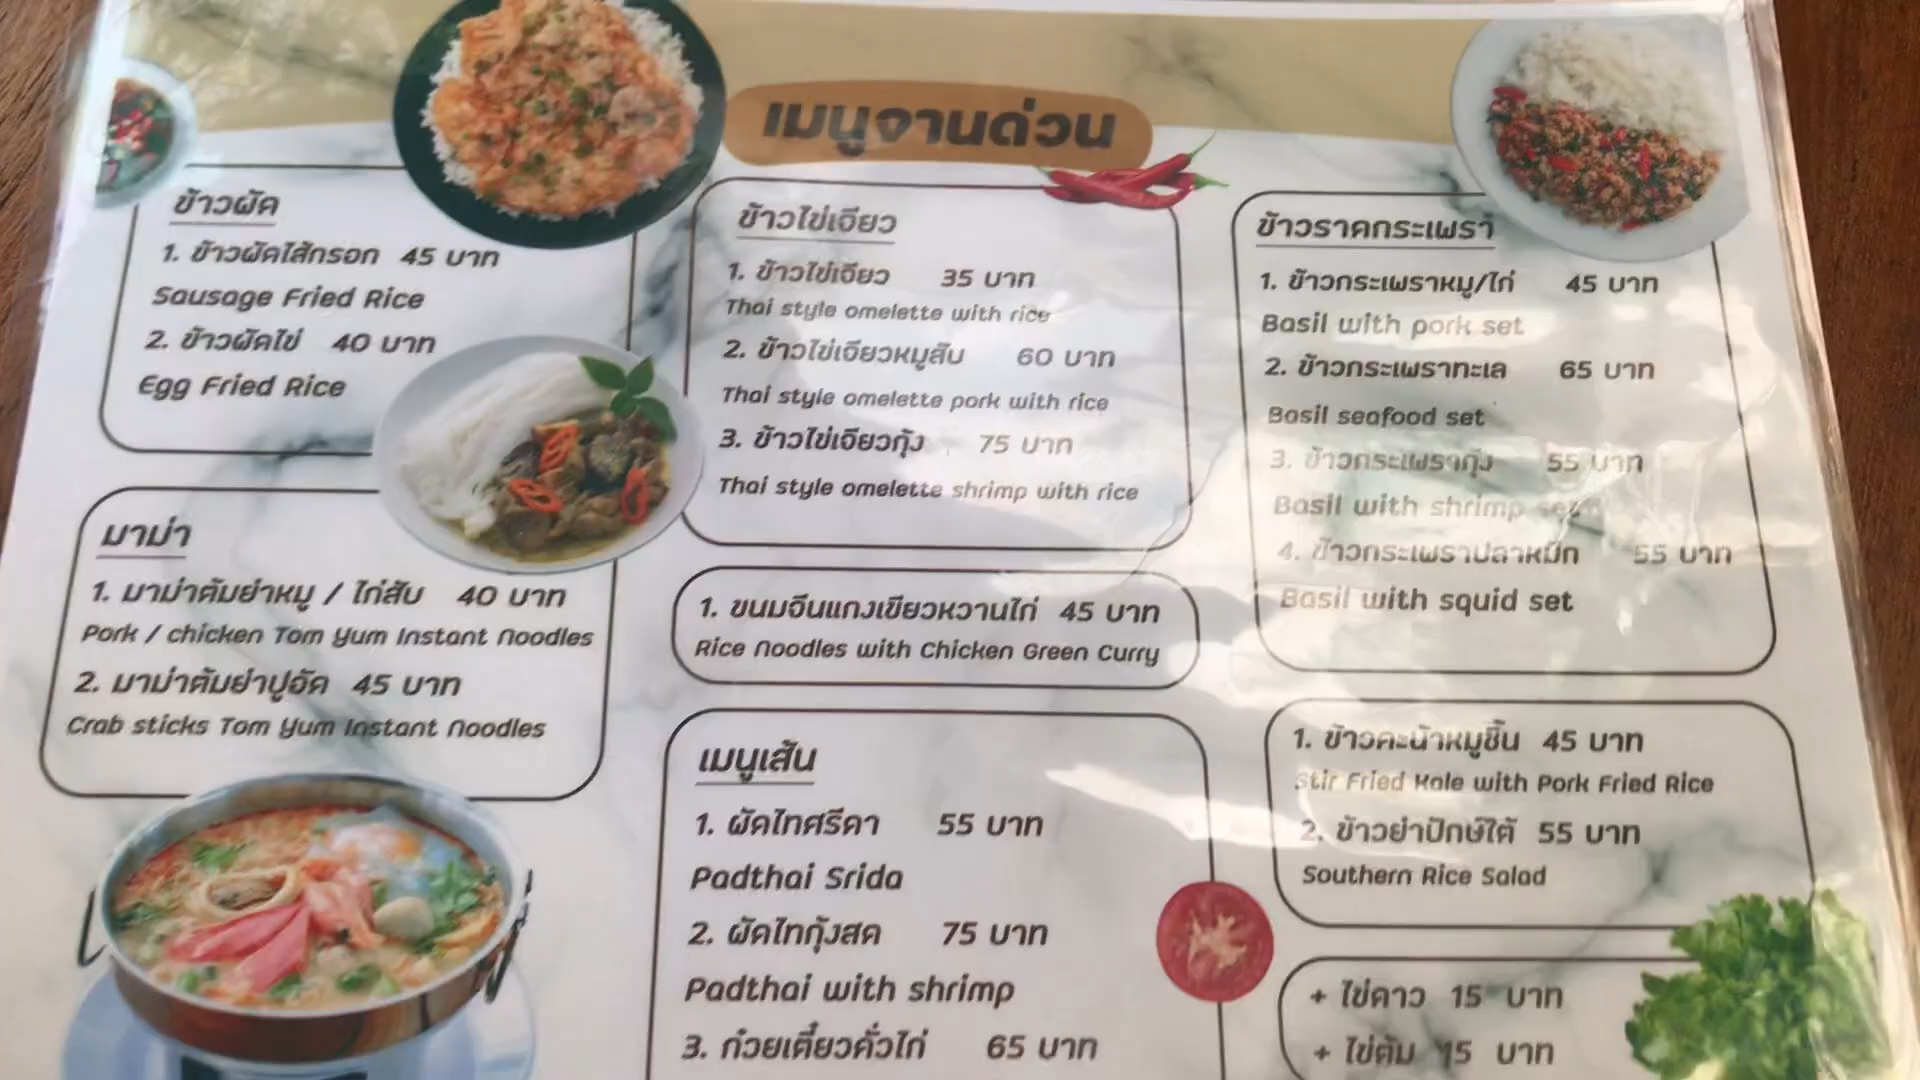 เมนูจานด่วน
ข้าวผัด
1. ข้าวผัดไส้กรอก 45 บาท
Sausage Fried Rice
2. ข้าวผัดไข่ 40 บาท
Egg Fried Rice
มาม่า
1. มาม่าต้มยำหมู / ไก่สับ 40 บาท
Pork / chicken Tom Yum Instant Noodles
2. มาม่าต้มยำปูอัด 45 บาท
Crab sticks Tom Yum Instant Noodles
ข้าวไข่เจียว
1. ข้าวไข่เจียว 35 บาท
Thai style omelette with rice
2. ข้าวไข่เจียวหมูสับ 60 บาท
Thai style omelette pork with rice
3. ข้าวไข่เจียวกุ้ง 75 บาท
Thai style omelette shrimp with rice
1. ขนมจีนแกงเขียวหวานไก่ 45 บาท
Rice Noodles with Chicken Green Curry
เมนูเส้น
1. ผัดไทศรีดา 55 บาท
Padthai Srida
2. ผัดไทกุ้งสด 75 บาท
Padthai with shrimp
3. ก๋วยเตี๋ยวคั่วไก่ 65 บาท
ข้าวราดกระเพรา
1. ข้าวกระเพราหมู/ไก่ 45 บาท
Basil with pork set
2. ข้าวกระเพราทะเล 65 บาท
Basil seafood set
3. ข้าวกระเพรากุ้ง 55 บาท
Basil with shrimp set
4. ข้าวกระเพราปลาหมึก 55 บาท
Basil with squid set
1. ข้าวคะน้าหมูชิ้น 45 บาท
Stir Fried Kale with Pork Fried Rice
2. ข้าวยำปักษ์ใต้ 55 บาท
Southern Rice Salad
+ ไข่ดาว 15 บาท
+ ไข่ต้ม 15 บาท